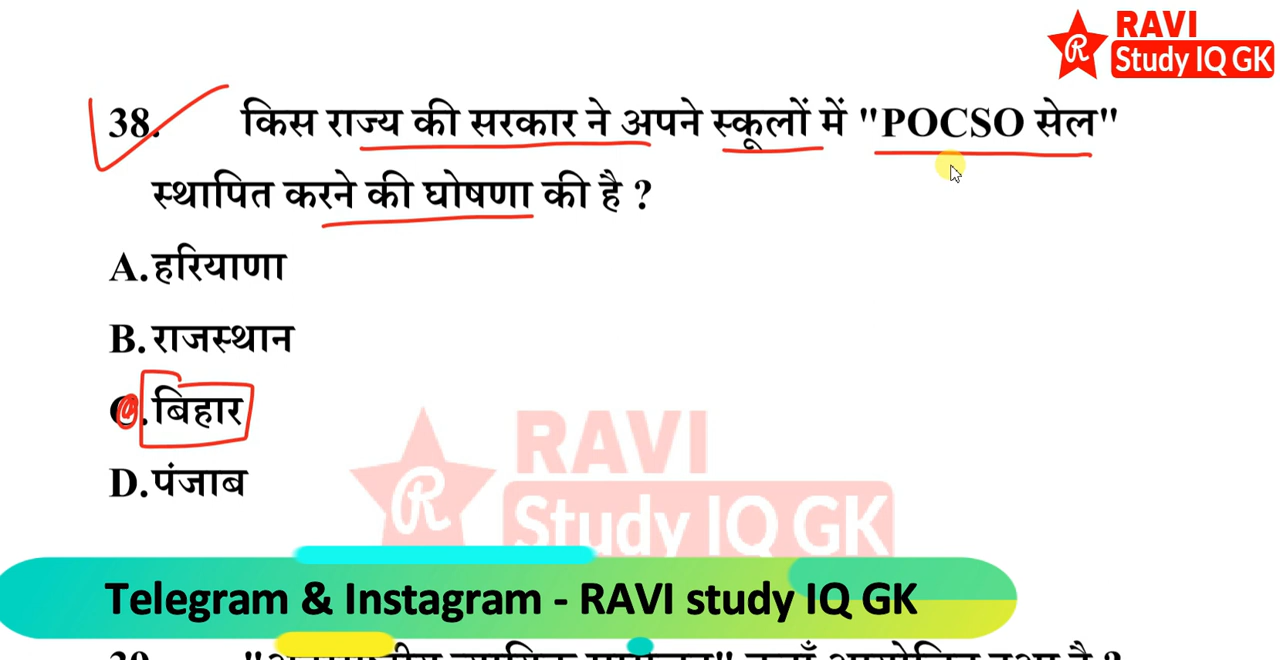 RAVI
Study IQ GK
38. किस राज्य की सरकार ने अपने स्कूलों में "POCSO सेल"
स्थापित करने की घोषणा की है ?
A. हरियाणा
B. राजस्थान
C. बिहार
D. पंजाब
RAVI
Study IQ GK
Telegram & Instagram - RAVI study IQ GK